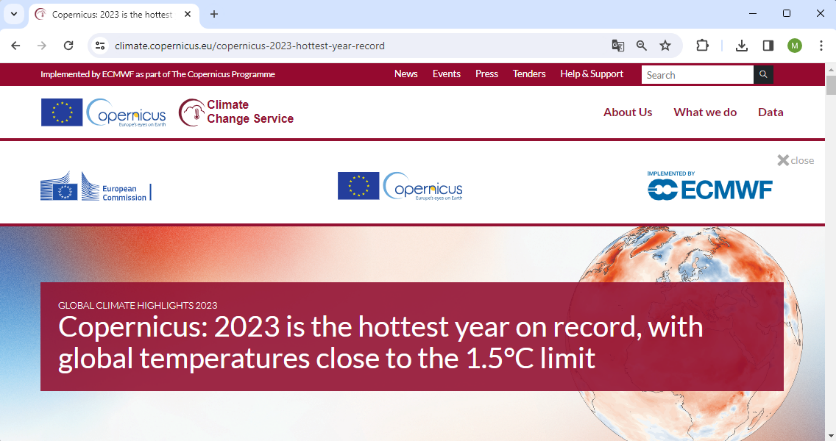 Copernicus: 2023 is the hottest
climate.copernicus.eu/copernicus-2023-hottest-year-record
M
Implemented by ECMWF as part of The Copernicus Programme
News Events Press Tenders Help & Support
Search
opernicus
Europe's eyes on Earth
Climate
Change Service
About Us What we do Data
close
European
Commission
opernicus
Europe's eyes on Earth
IMPLEMENTED BY
ECMWF
GLOBAL CLIMATE HIGHLIGHTS 2023
Copernicus: 2023 is the hottest year on record, with
global temperatures close to the 1.5°C limit